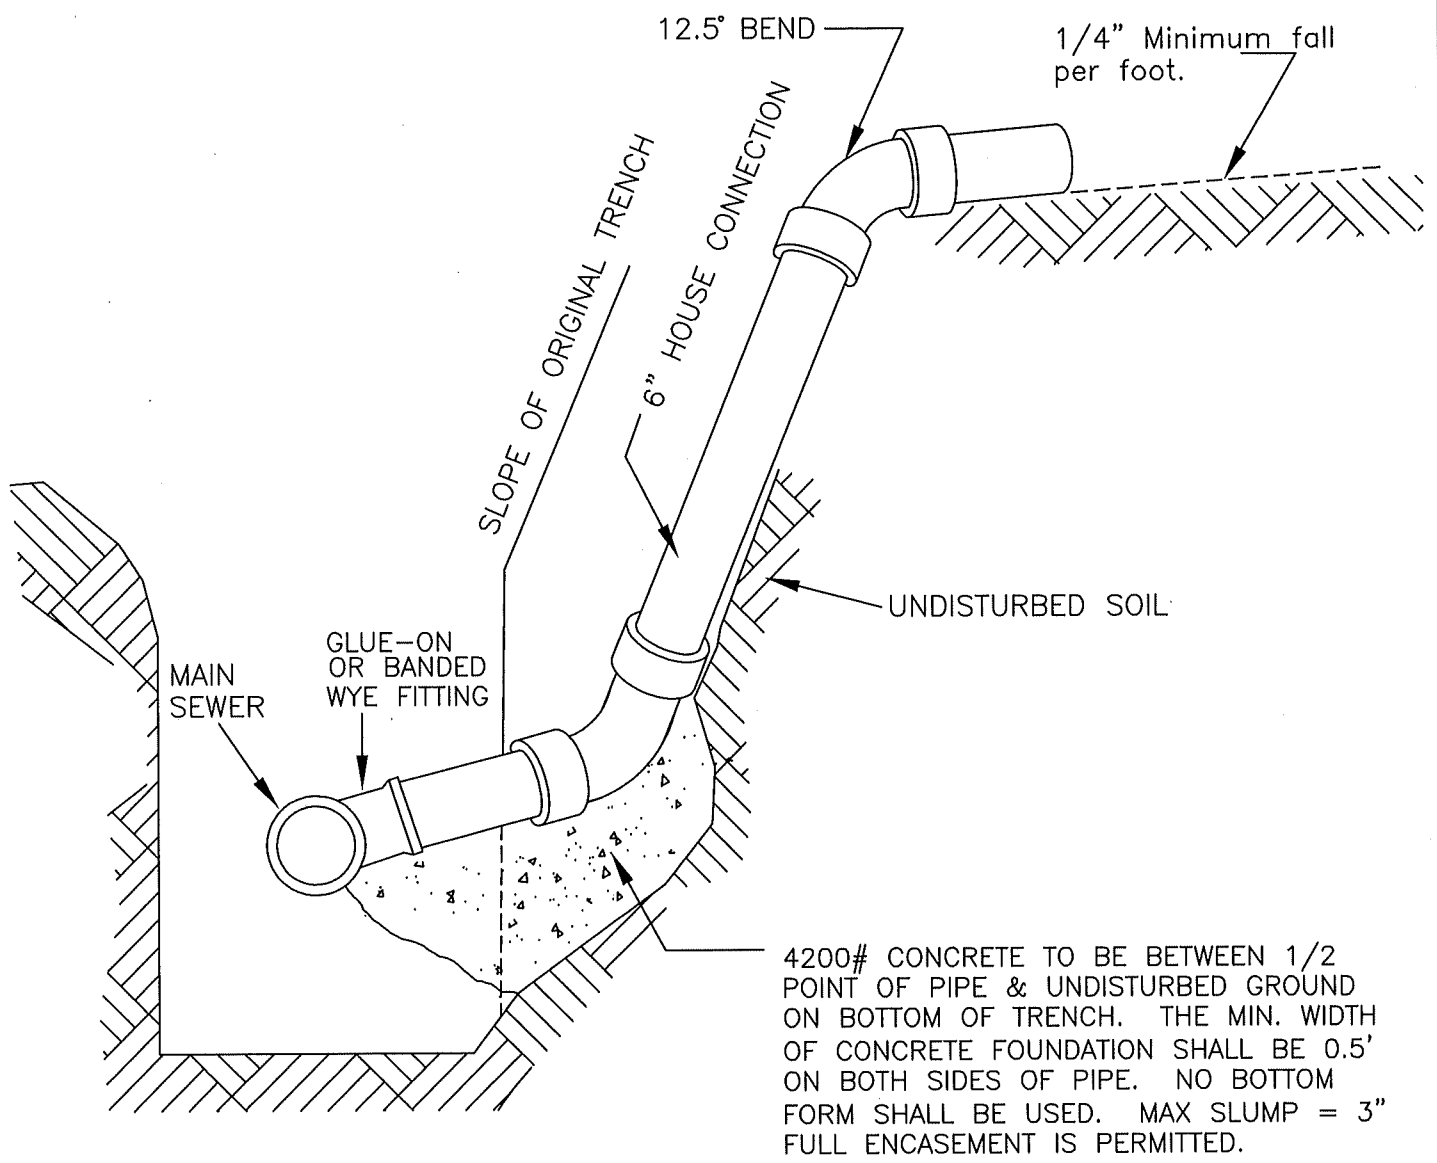 12.5° BEND
1/4" Minimum fall
per foot.
SLOPE OF ORIGINAL TRENCH
6" HOUSE CONNECTION
UNDISTURBED SOIL
GLUE-ON
OR BANDED
WYE FITTING
MAIN
SEWER
4200# CONCRETE TO BE BETWEEN 1/2
POINT OF PIPE & UNDISTURBED GROUND
ON BOTTOM OF TRENCH. THE MIN. WIDTH
OF CONCRETE FOUNDATION SHALL BE 0.5'
ON BOTH SIDES OF PIPE. NO BOTTOM
FORM SHALL BE USED. MAX SLUMP = 3"
FULL ENCASEMENT IS PERMITTED.